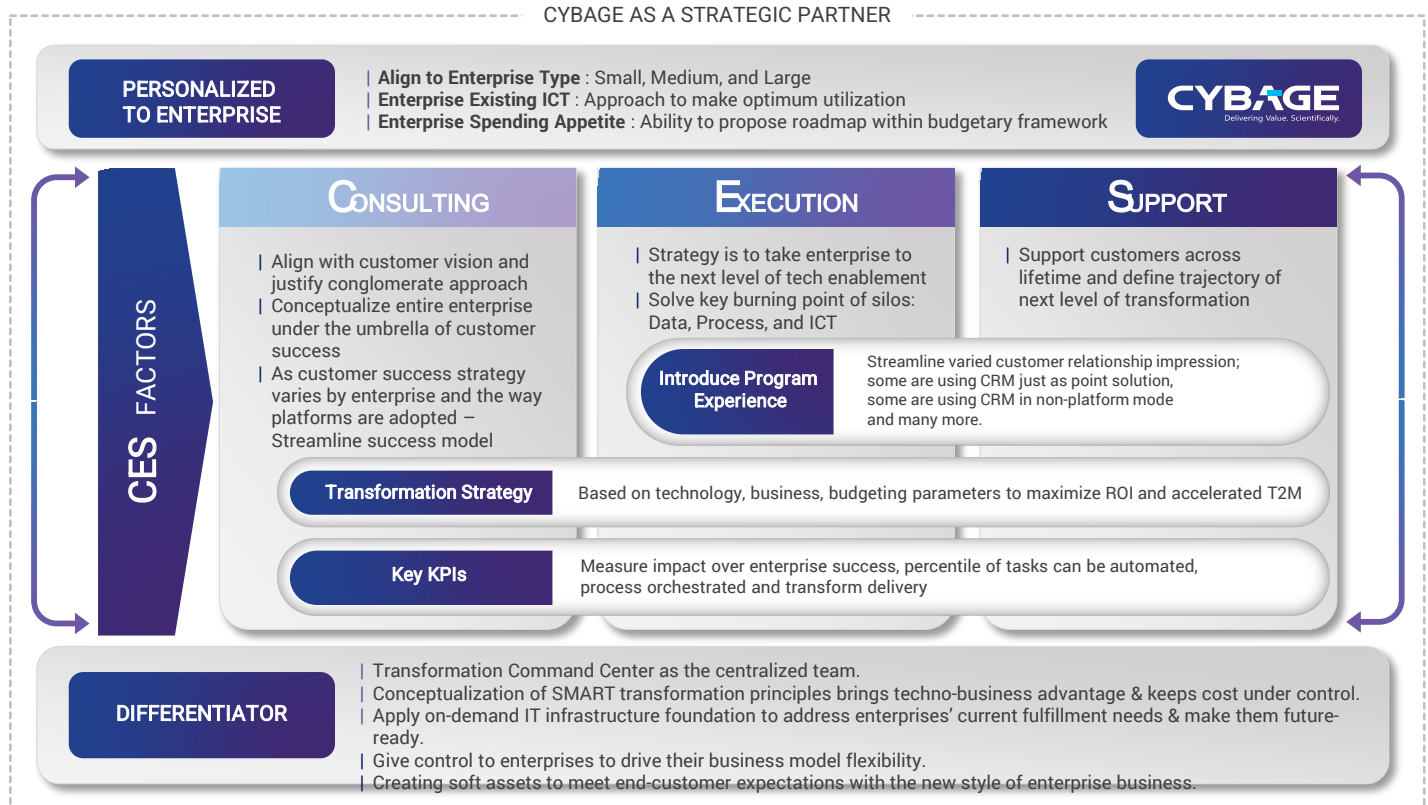 CYBAGE AS A STRATEGIC PARTNER
PERSONALIZED
TO ENTERPRISE
| Align to Enterprise Type : Small, Medium, and Large
| Enterprise Existing ICT : Approach to make optimum utilization
| Enterprise Spending Appetite : Ability to propose roadmap within budgetary framework
CYBAGE
Delivering Value. Scientifically.
CES FACTORS
CONSULTING
| Align with customer vision and
justify conglomerate approach
| Conceptualize entire enterprise
under the umbrella of customer
success
| As customer success strategy
varies by enterprise and the way
platforms are adopted –
Streamline success model
EXECUTION
| Strategy is to take enterprise to
the next level of tech enablement
| Solve key burning point of silos:
Data, Process, and ICT
SUPPORT
| Support customers across
lifetime and define trajectory of
next level of transformation
Introduce Program
Experience
Streamline varied customer relationship impression;
some are using CRM just as point solution,
some are using CRM in non-platform mode
and many more.
Transformation Strategy
Based on technology, business, budgeting parameters to maximize ROI and accelerated T2M
Key KPIs
Measure impact over enterprise success, percentile of tasks can be automated,
process orchestrated and transform delivery
DIFFERENTIATOR
| Transformation Command Center as the centralized team.
| Conceptualization of SMART transformation principles brings techno-business advantage & keeps cost under control.
| Apply on-demand IT infrastructure foundation to address enterprises’ current fulfillment needs & make them future-
ready.
| Give control to enterprises to drive their business model flexibility.
| Creating soft assets to meet end-customer expectations with the new style of enterprise business.